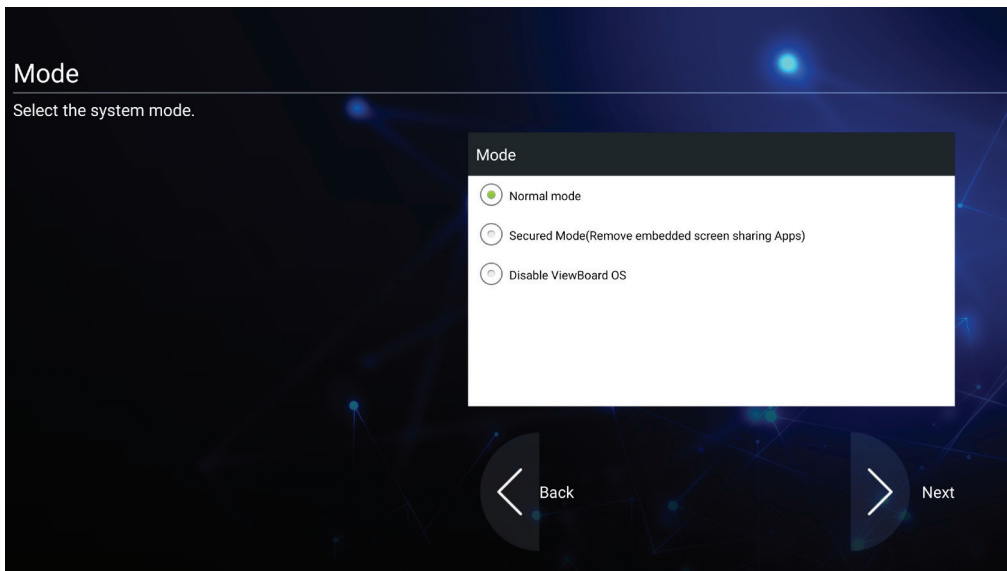 Mode
Select the system mode.
Mode
Normal mode
Secured Mode(Remove embedded screen sharing Apps)
Disable ViewBoard OS
Back
Next